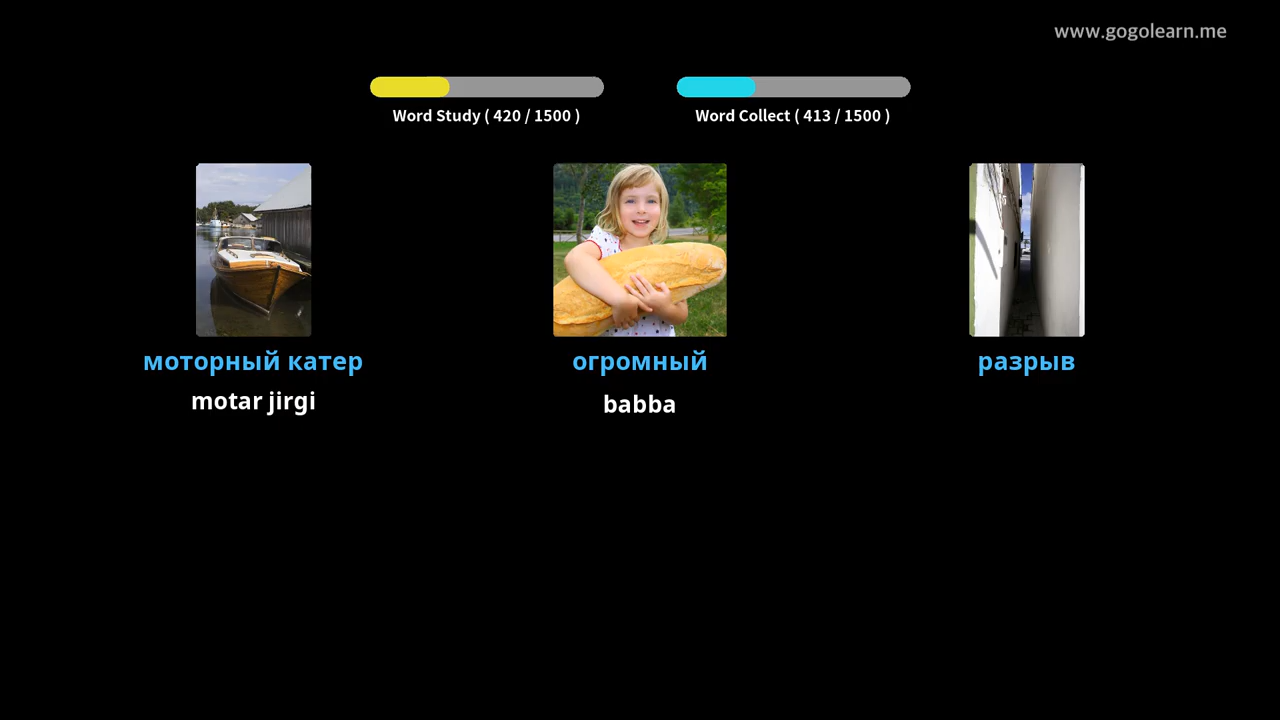 www.gogolearn.me
Word Study ( 420 / 1500 )
Word Collect ( 413 / 1500 )
моторный катер
огромный
разрыв
motar jirgi
babba